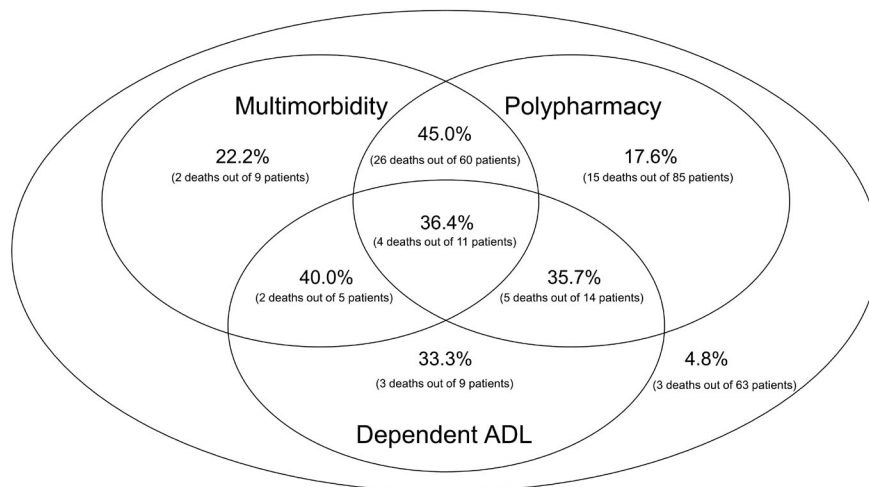 Multimorbidity
Polypharmacy
45.0%
(26 deaths out of 60 patients)
22.2%
(2 deaths out of 9 patients)
17.6%
(15 deaths out of 85 patients)
36.4%
(4 deaths out of 11 patients)
40.0%
(2 deaths out of 5 patients)
35.7%
(5 deaths out of 14 patients)
33.3%
(3 deaths out of 9 patients)
4.8%
(3 deaths out of 63 patients)
Dependent ADL